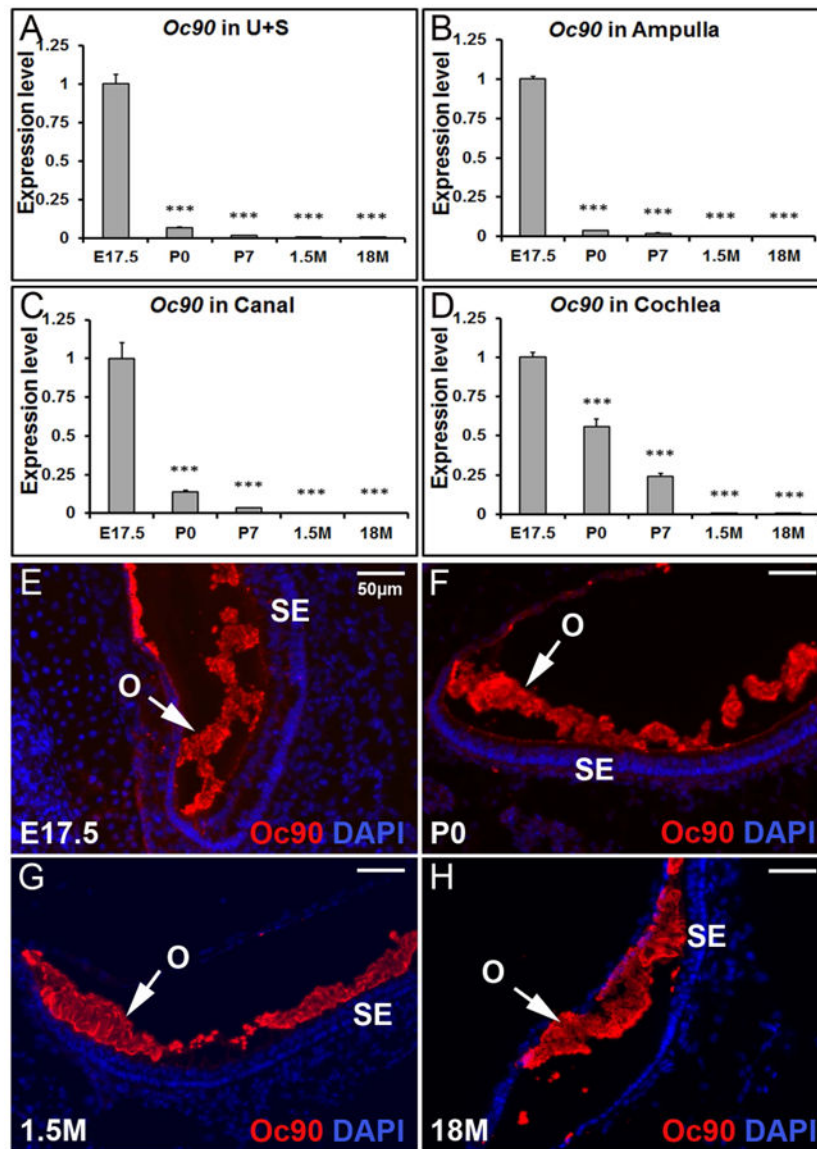 A
Oc90 in U+S
Expression level
1.25
1
0.75
0.5
0.25
0
*** *** *** ***
E17.5 P0 P7 1.5M 18M
B
Oc90 in Ampulla
Expression level
1.25
1
0.75
0.5
0.25
0
*** *** *** ***
E17.5 P0 P7 1.5M 18M
C
Oc90 in Canal
Expression level
1.25
1
0.75
0.5
0.25
0
*** *** *** ***
E17.5 P0 P7 1.5M 18M
D
Oc90 in Cochlea
Expression level
1.25
1
0.75
0.5
0.25
0
*** *** *** ***
E17.5 P0 P7 1.5M 18M
E
50µm
SE
O
E17.5 Oc90 DAPI
F
O
SE
P0 Oc90 DAPI
G
O
SE
1.5M Oc90 DAPI
H
SE
O
18M Oc90 DAPI